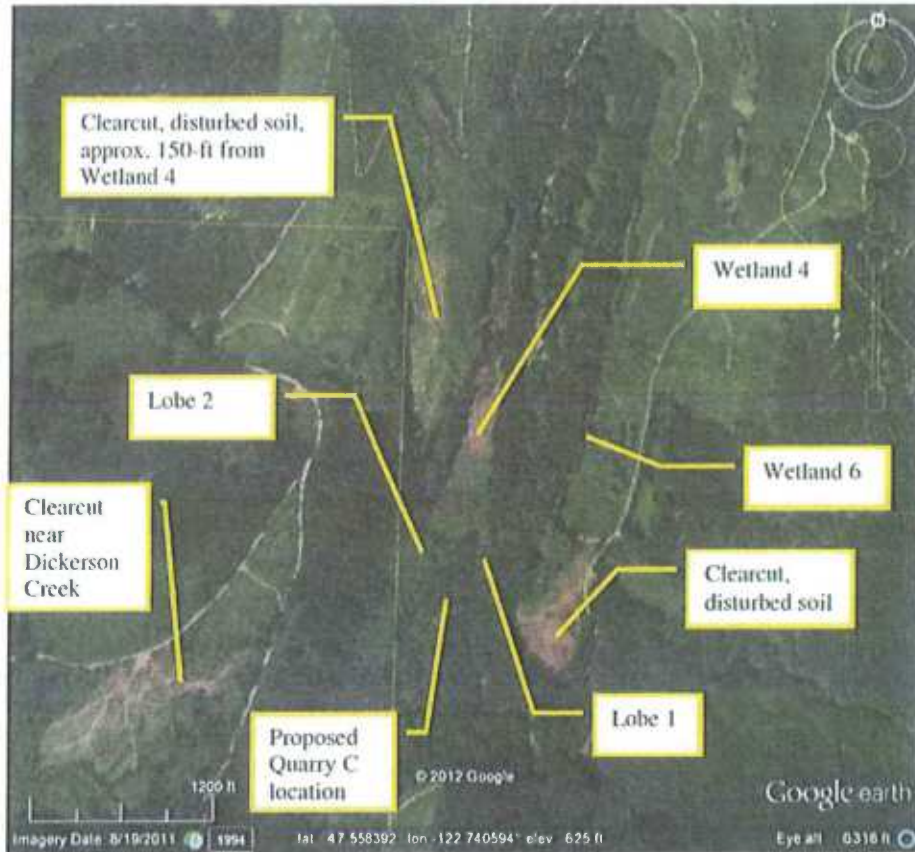 N
Clearcut, disturbed soil,
approx. 150-ft from
Wetland 4
Wetland 4
Lobe 2
Wetland 6
Clearcut
near
Dickerson
Creek
Clearcut,
disturbed soil
Lobe 1
Proposed
Quarry C
location
1200 ft
© 2012 Google
Google earth
Imagery Date 8/19/2011 1994 lat 47.558392 lon -122.740594° elev 625 ft Eye alt 6316 ft